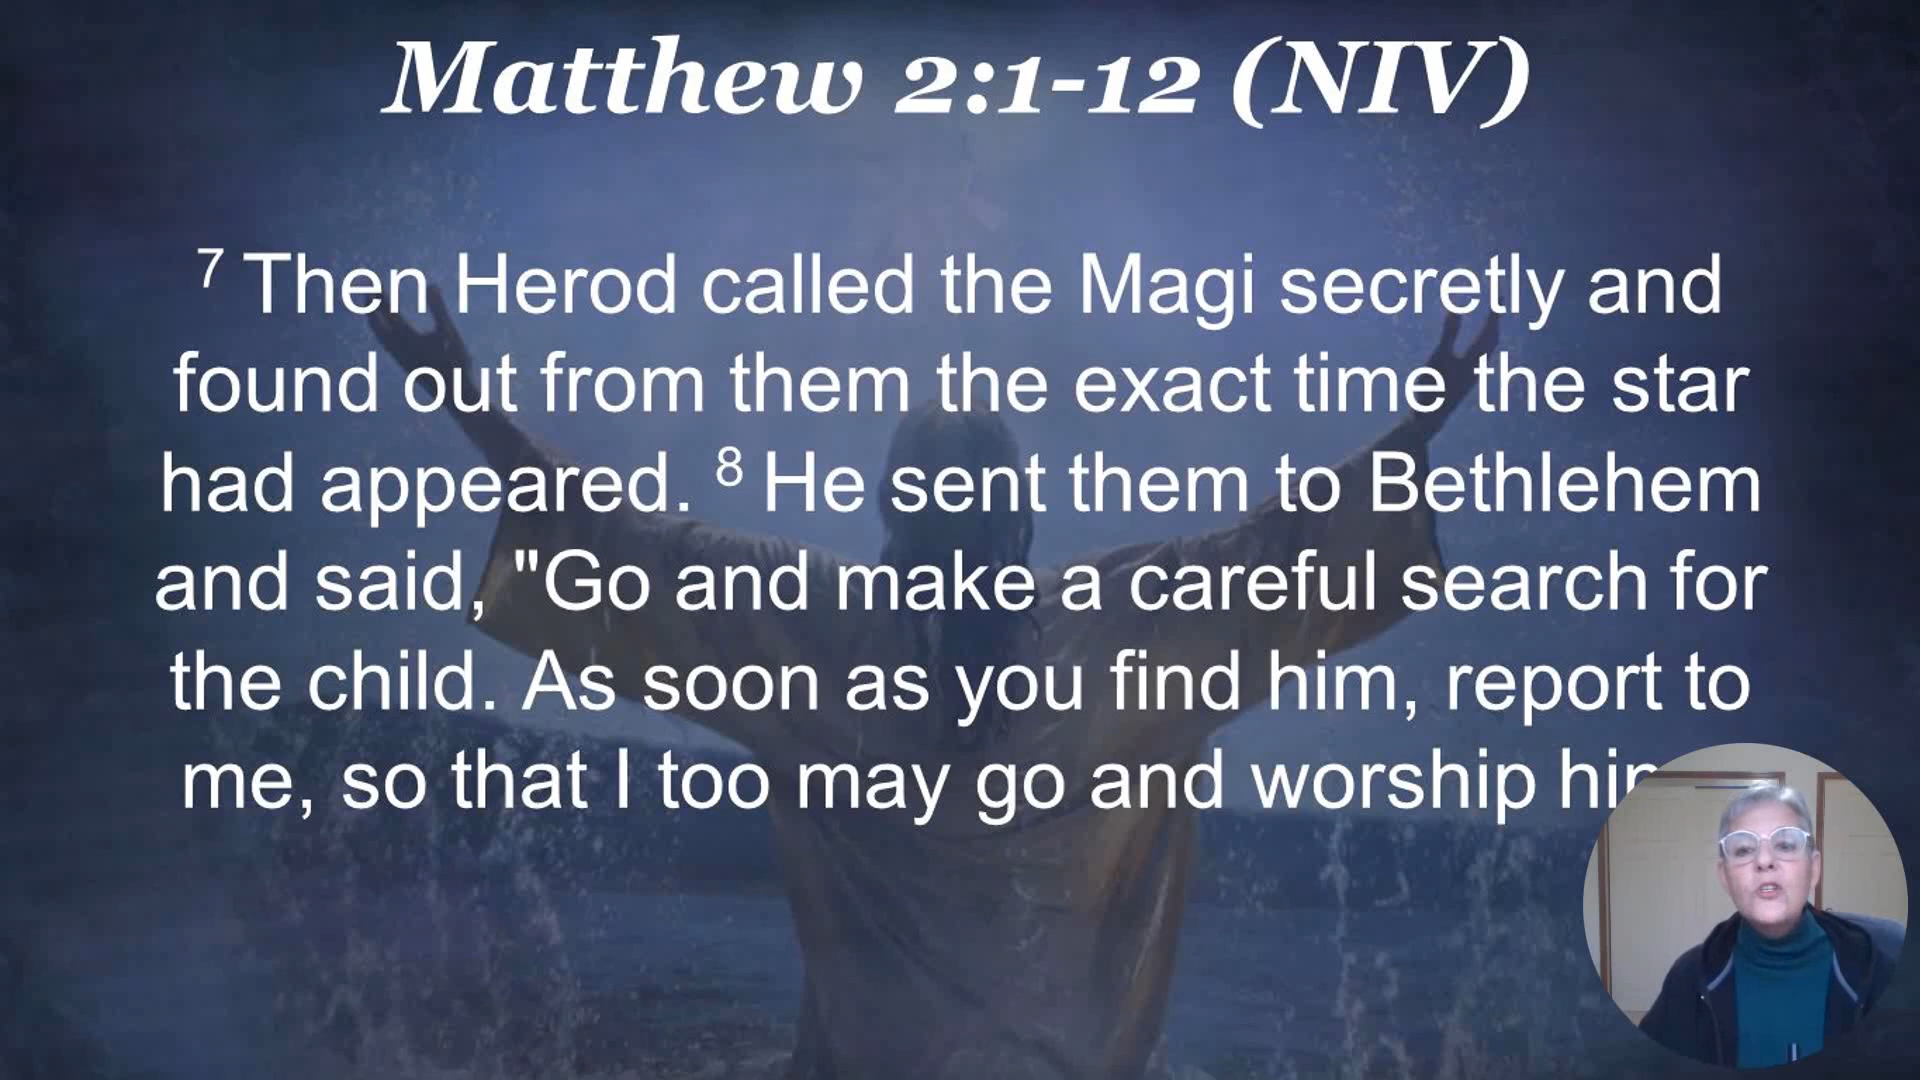 Matthew 2:1-12 (NIV)
7 Then Herod called the Magi secretly and
found out from them the exact time the star
had appeared. 8 He sent them to Bethlehem
and said, "Go and make a careful search for
the child. As soon as you find him, report to
me, so that I too may go and worship